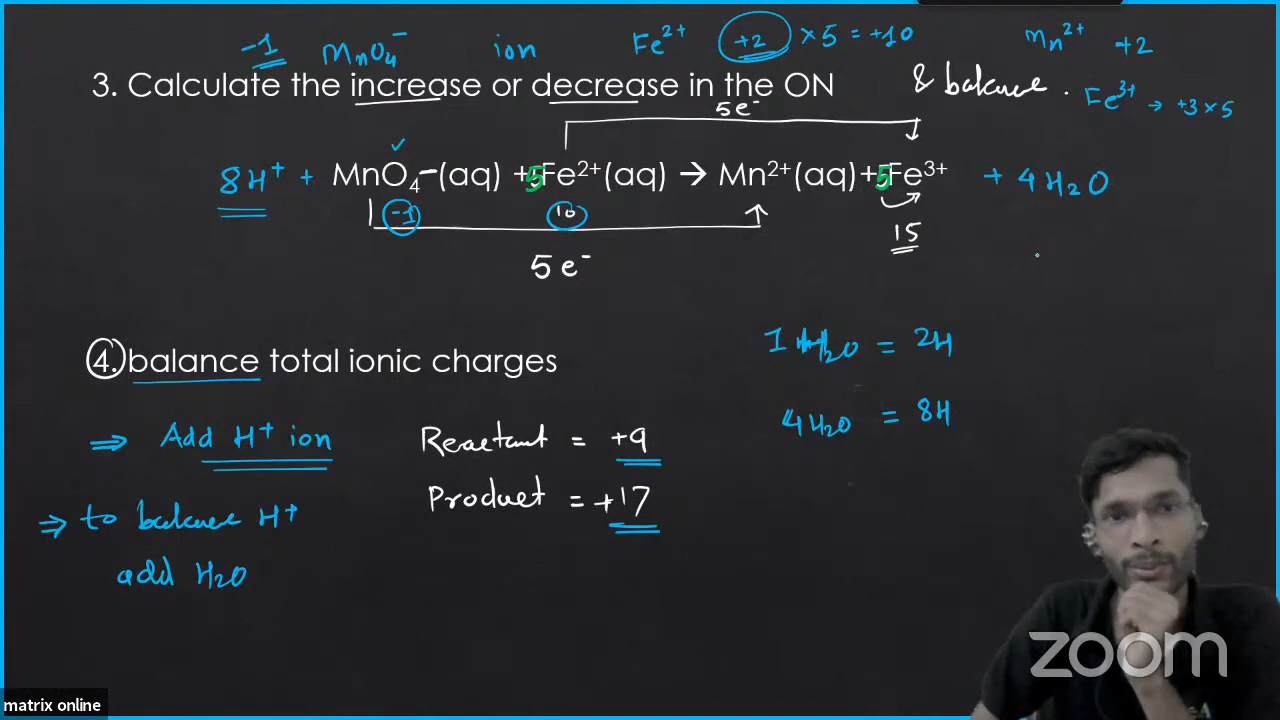 -1 MnO₄⁻ ion Fe²⁺ +2 × 5 = +10 Mn²⁺ +2
3. Calculate the increase or decrease in the ON & balance. Fe³⁺ → +3 × 5
5e⁻
8H⁺ + MnO₄–(aq) + 5Fe²⁺(aq) → Mn²⁺(aq)+ 5Fe³⁺ + 4H₂O
-1 10 15
5e⁻
4. balance total ionic charges
1 H₂O = 2H
4H₂O = 8H
⇒ Add H⁺ ion
Reactant = +9
Product = +17
⇒ to balance H⁺
add H₂O
zoom
matrix online